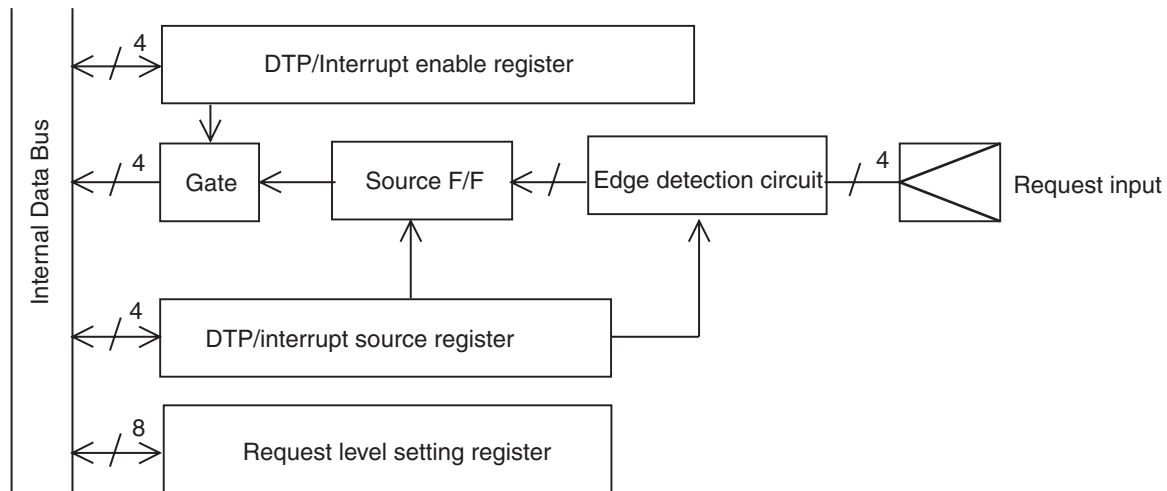 4
DTP/Interrupt enable register
Internal Data Bus
4
Gate
Source F/F
Edge detection circuit
4
Request input
4
DTP/interrupt source register
8
Request level setting register